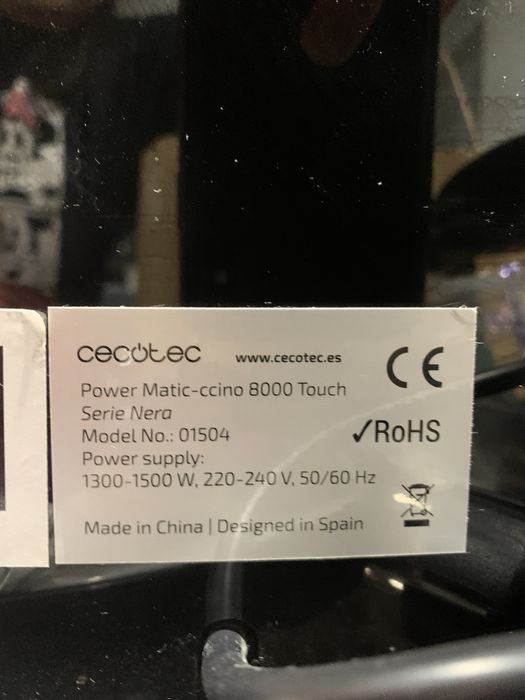 cecotec www.cecotec.es CE
Power Matic-ccino 8000 Touch
Serie Nera
Model No.: 01504 ✓RoHS
Power supply:
1300-1500 W, 220-240 V, 50/60 Hz
Made in China | Designed in Spain